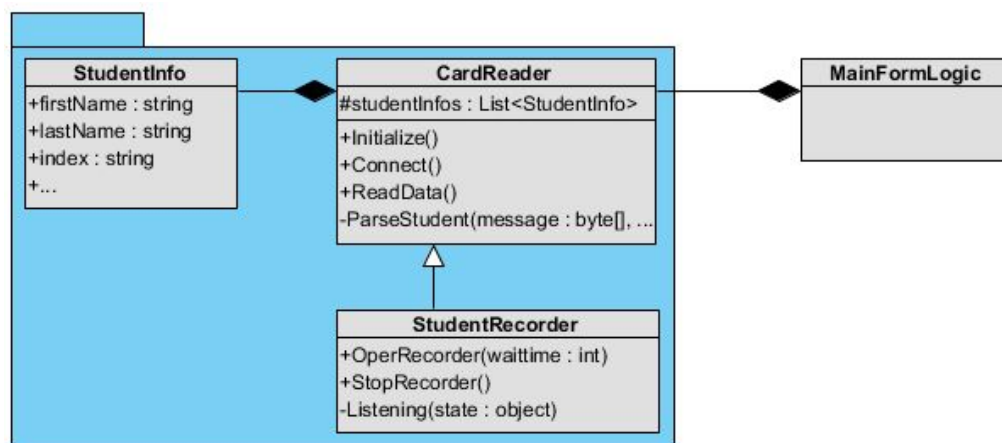 StudentInfo
+firstName : string
+lastName : string
+index : string
+...
CardReader
#studentInfos : List<StudentInfo>
+Initialize()
+Connect()
+ReadData()
-ParseStudent(message : byte[], ...
MainFormLogic
StudentRecorder
+OperRecorder(waittime : int)
+StopRecorder()
-Listening(state : object)